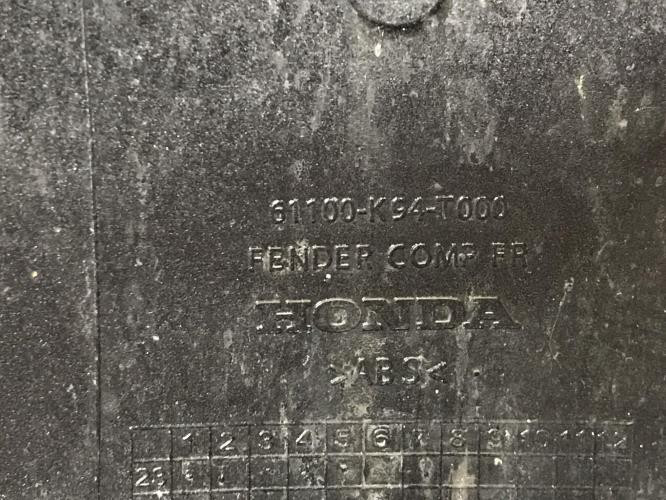 61100-K94-T000
FENDER COMP FR
HONDA
>ABS<
1 2 3 4 5 6 7 8 9 10 11 12
23